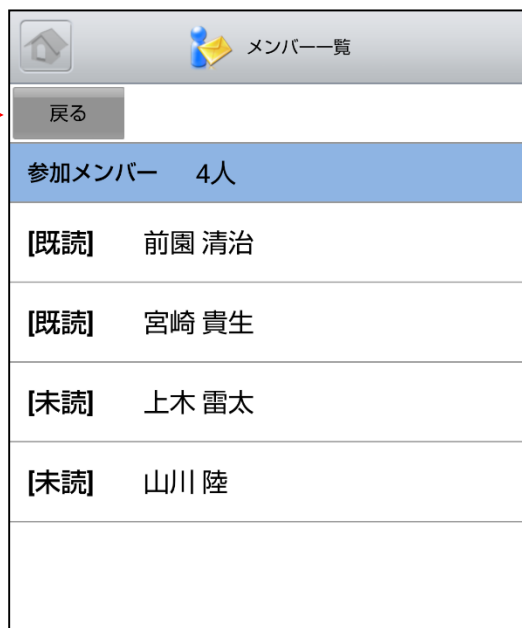 メンバー一覧
戻る
参加メンバー 4人
[既読] 前園 清治
[既読] 宮崎 貴生
[未読] 上木 雷太
[未読] 山川 陸